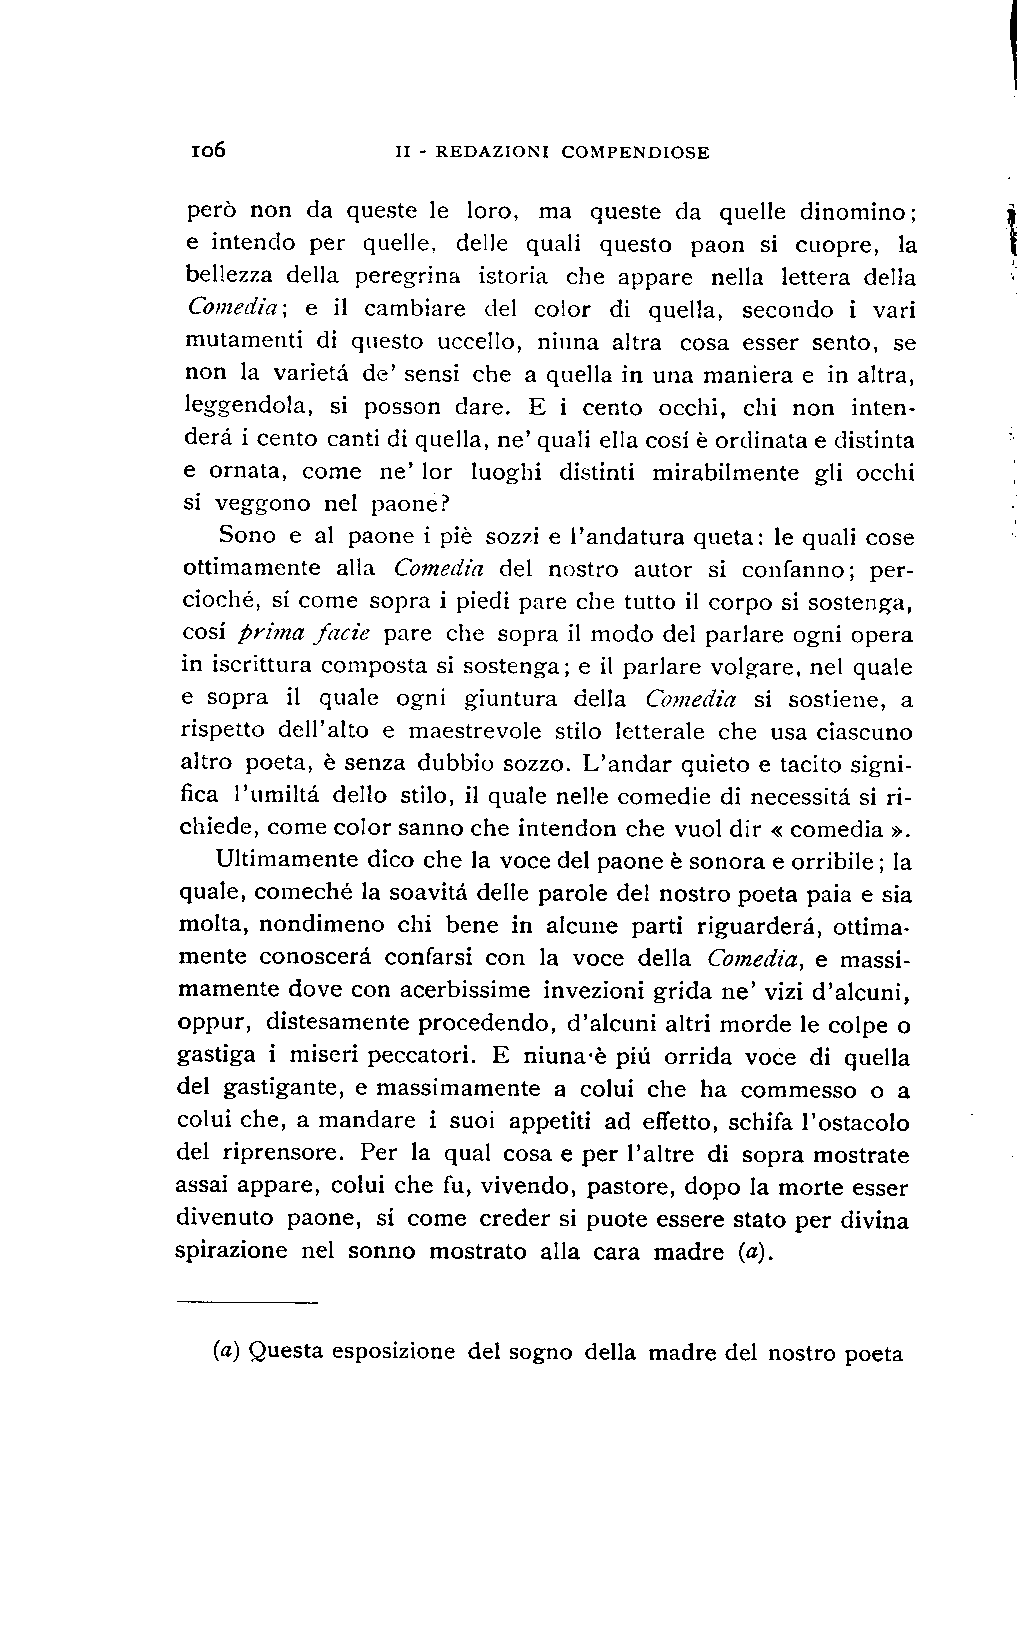 106 II - REDAZIONI COMPENDIOSE
però non da queste le loro, ma queste da quelle dinomino;
e intendo per quelle, delle quali questo paon si cuopre, la
bellezza della peregrina istoria che appare nella lettera della
Comedia; e il cambiare del color di quella, secondo i vari
mutamenti di questo uccello, niuna altra cosa esser sento, se
non la varietá de' sensi che a quella in una maniera e in altra,
leggendola, si posson dare. E i cento occhi, chi non inten-
derá i cento canti di quella, ne' quali ella cosí è ordinata e distinta
e ornata, come ne' lor luoghi distinti mirabilmente gli occhi
si veggono nel paone?
Sono e al paone i piè sozzi e l'andatura queta: le quali cose
ottimamente alla Comedia del nostro autor si confanno; per-
cioché, sí come sopra i piedi pare che tutto il corpo si sostenga,
cosí prima facie pare che sopra il modo del parlare ogni opera
in iscrittura composta si sostenga; e il parlare volgare, nel quale
e sopra il quale ogni giuntura della Comedia si sostiene, a
rispetto dell'alto e maestrevole stilo letterale che usa ciascuno
altro poeta, è senza dubbio sozzo. L'andar quieto e tacito signi-
fica l'umiltá dello stilo, il quale nelle comedie di necessitá si ri-
chiede, come color sanno che intendon che vuol dir « comedia ».
Ultimamente dico che la voce del paone è sonora e orribile; la
quale, comeché la soavitá delle parole del nostro poeta paia e sia
molta, nondimeno chi bene in alcune parti riguarderá, ottima-
mente conoscerá confarsi con la voce della Comedia, e massi-
mamente dove con acerbissime invezioni grida ne' vizi d'alcuni,
oppur, distesamente procedendo, d'alcuni altri morde le colpe o
gastiga i miseri peccatori. E niuna è piú orrida voce di quella
del gastigante, e massimamente a colui che ha commesso o a
colui che, a mandare i suoi appetiti ad effetto, schifa l'ostacolo
del riprensore. Per la qual cosa e per l'altre di sopra mostrate
assai appare, colui che fu, vivendo, pastore, dopo la morte esser
divenuto paone, sí come creder si puote essere stato per divina
spirazione nel sonno mostrato alla cara madre (a).
(a) Questa esposizione del sogno della madre del nostro poeta